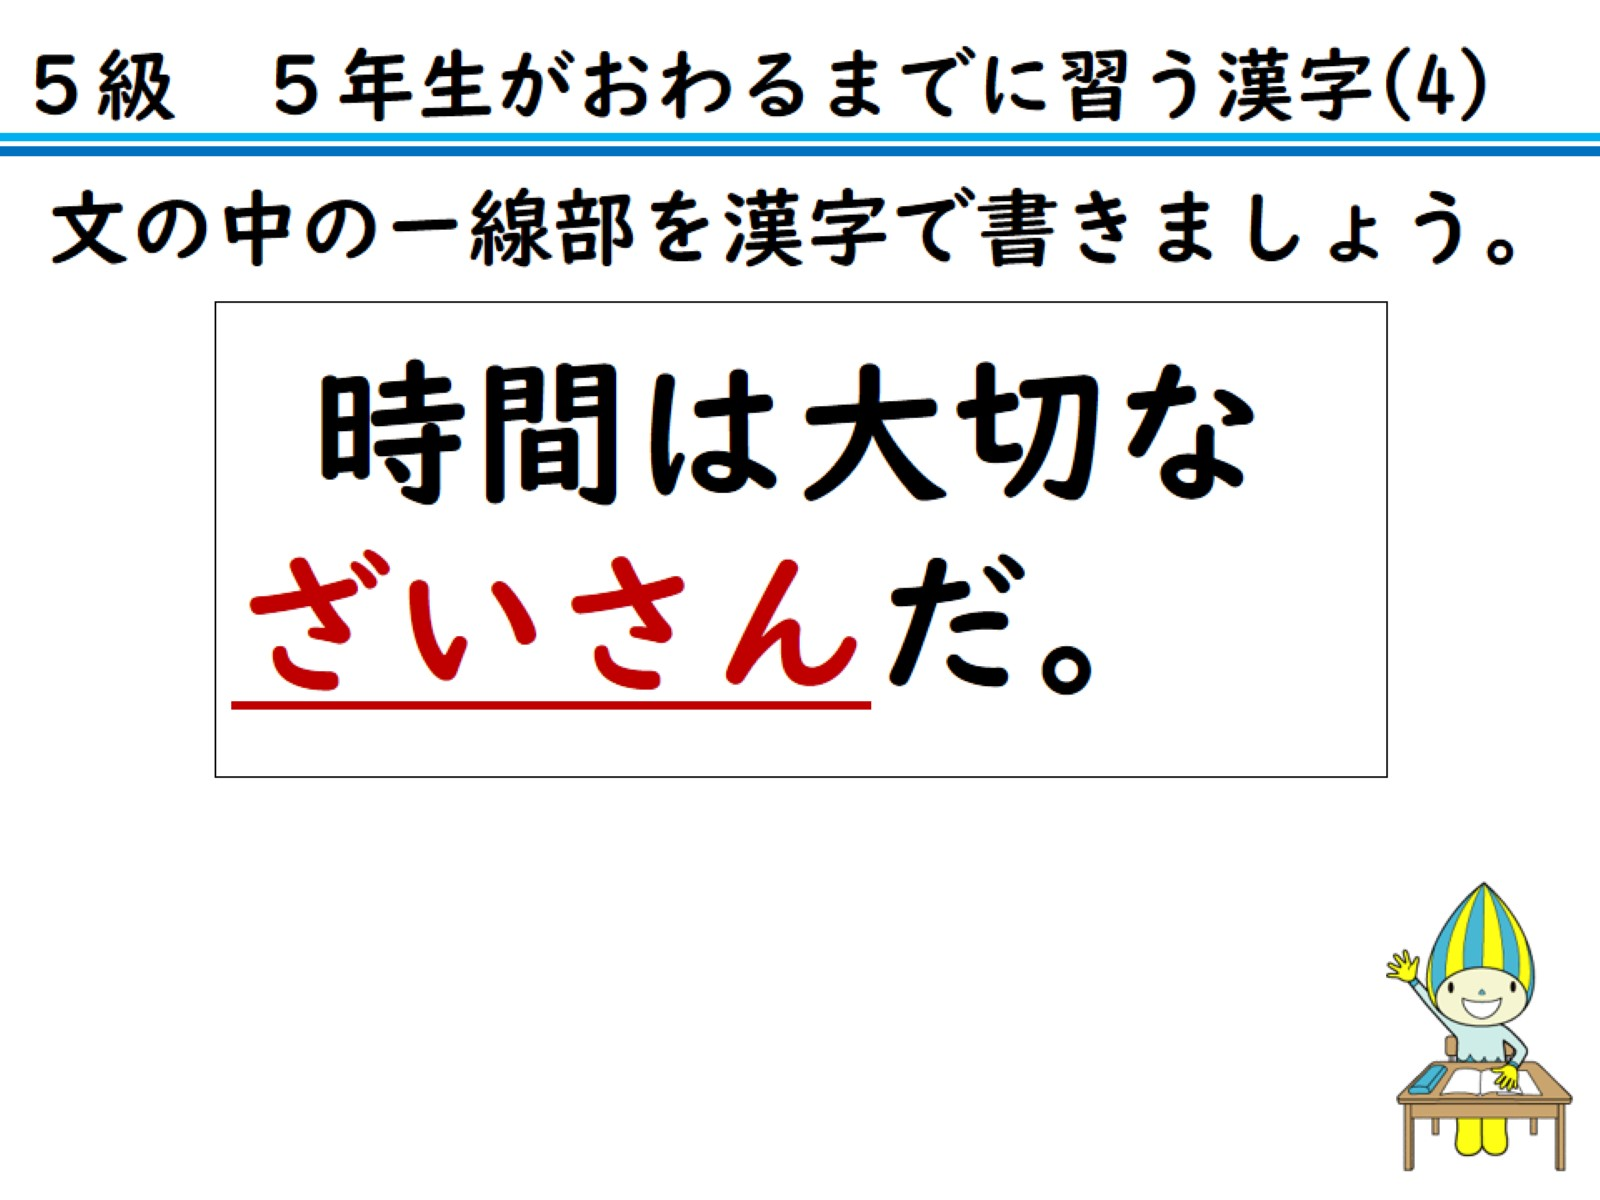 ５級　５年生がおわるまでに習う漢字(4)
文の中の一線部を漢字で書きましょう。
時間は大切な
ざいさんだ。